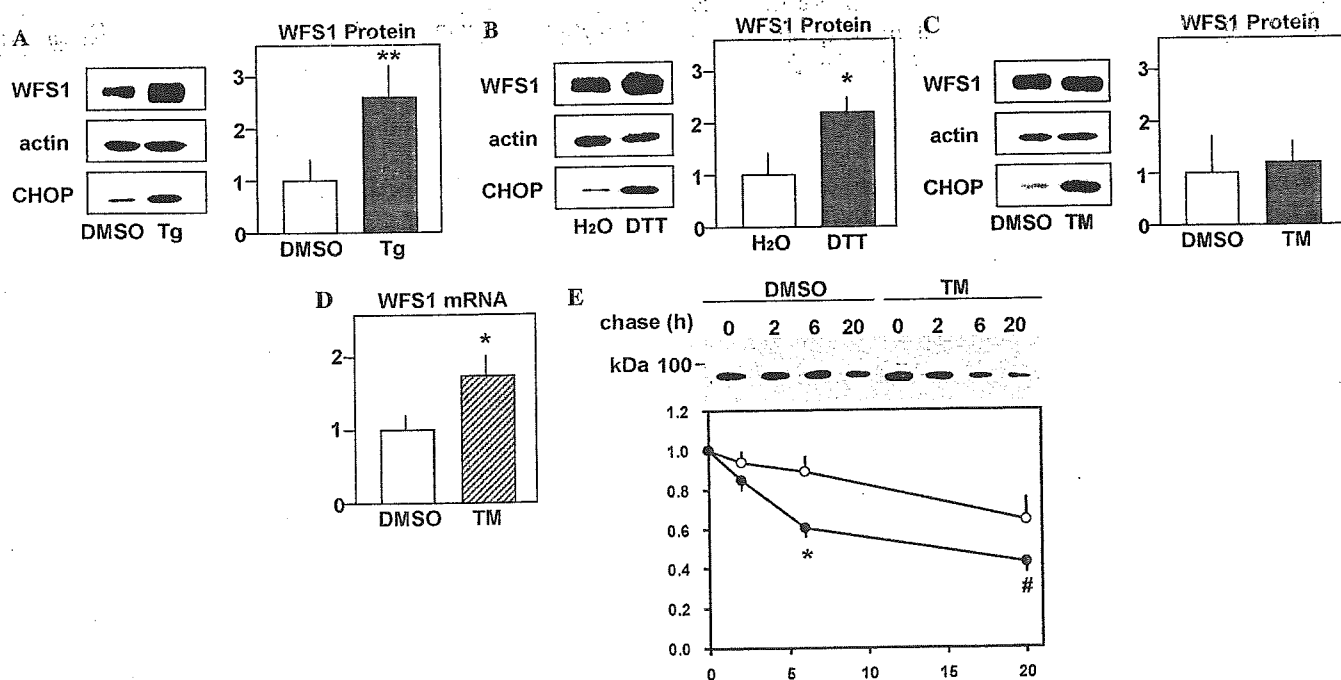 A
WFS1 Protein
WFS1
actin
CHOP
DMSO Tg
3
2
1
0
**
DMSO Tg
B
WFS1 Protein
WFS1
actin
CHOP
H2O DTT
3
2
1
0
*
H2O DTT
C
WFS1 Protein
WFS1
actin
CHOP
DMSO TM
3
2
1
0
DMSO TM
D
WFS1 mRNA
2
1
0
*
DMSO TM
E
DMSO TM
chase (h) 0 2 6 20 0 2 6 20
kDa 100
1.2
1.0
0.8
0.6
0.4
0.2
0.0
*
#
0 5 10 15 20